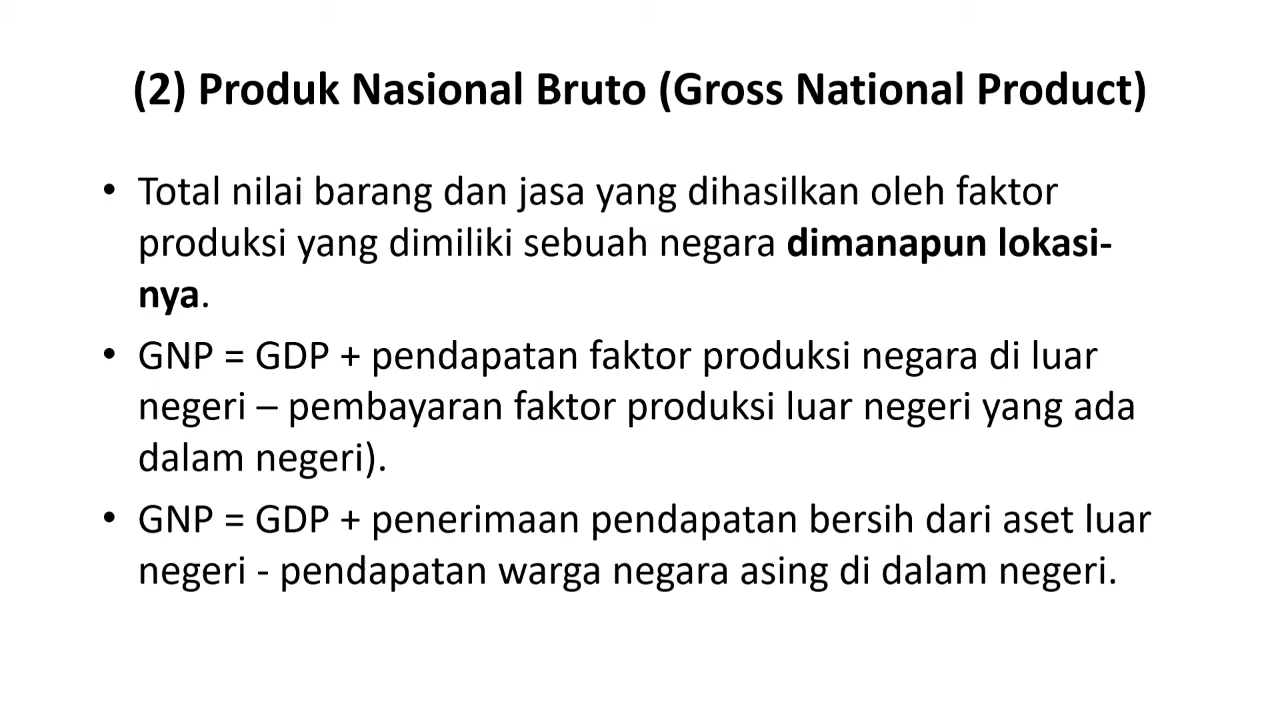 (2) Produk Nasional Bruto (Gross National Product)
• Total nilai barang dan jasa yang dihasilkan oleh faktor
produksi yang dimiliki sebuah negara dimanapun lokasi-
nya.
• GNP = GDP + pendapatan faktor produksi negara di luar
negeri – pembayaran faktor produksi luar negeri yang ada
dalam negeri).
• GNP = GDP + penerimaan pendapatan bersih dari aset luar
negeri - pendapatan warga negara asing di dalam negeri.